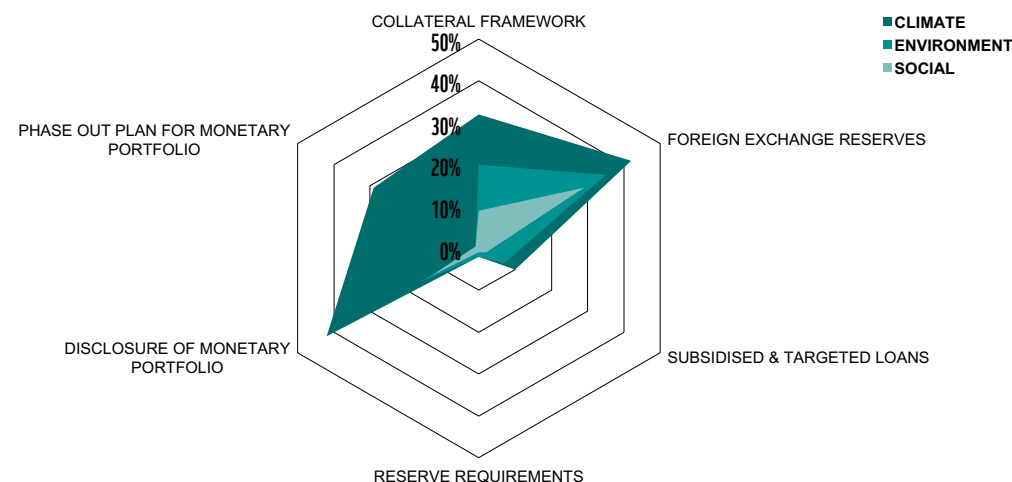 COLLATERAL FRAMEWORK
CLIMATE
ENVIRONMENT
SOCIAL
50%
40%
30%
20%
10%
0%
PHASE OUT PLAN FOR MONETARY
PORTFOLIO
FOREIGN EXCHANGE RESERVES
DISCLOSURE OF MONETARY
PORTFOLIO
SUBSIDISED & TARGETED LOANS
RESERVE REQUIREMENTS